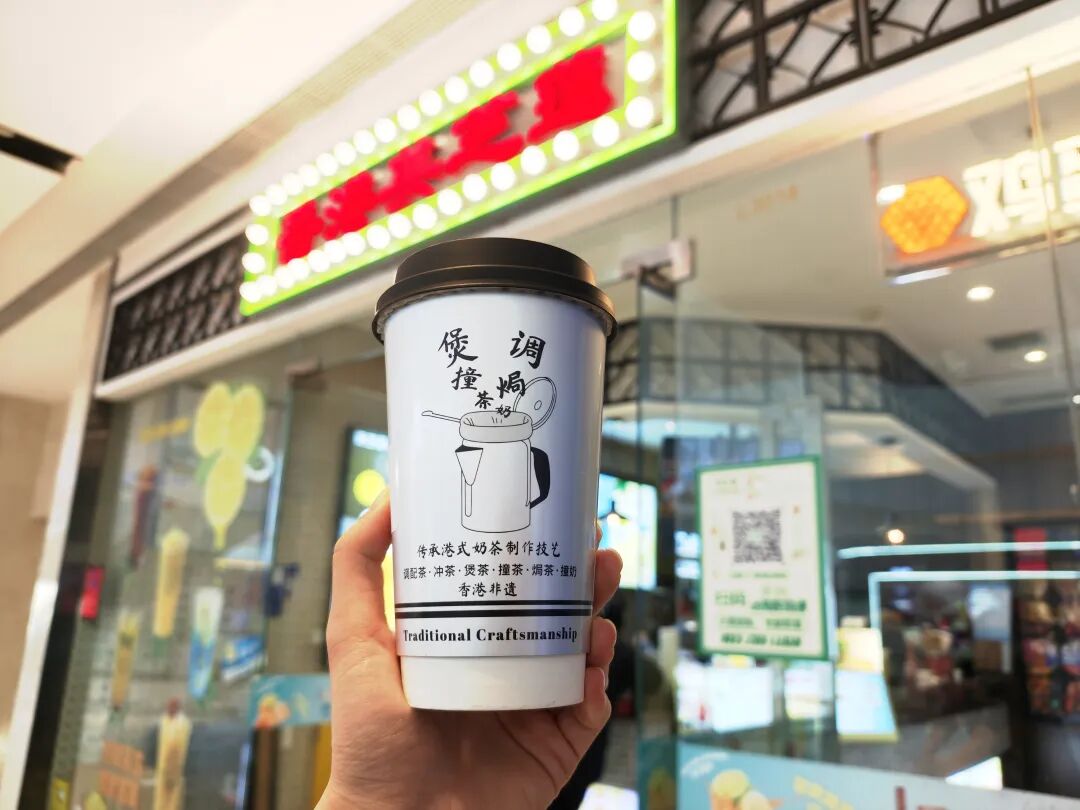 煲 调
撞 焗
茶 奶
传承港式奶茶制作技艺
调配茶·冲茶·煲茶·撞茶·焗茶·撞奶
香港非遗
Traditional Craftsmanship
鸡